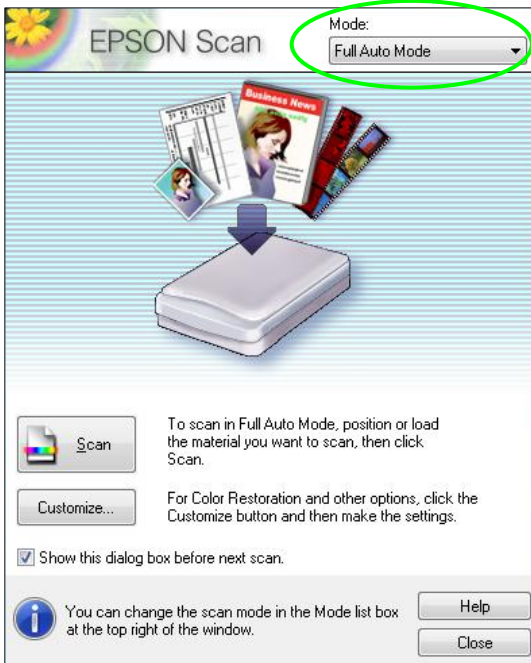 EPSON Scan
Mode:
Full Auto Mode
Business News
Scan
To scan in Full Auto Mode, position or load
the material you want to scan, then click
Scan.
Customize...
For Color Restoration and other options, click the
Customize button and then make the settings.
Show this dialog box before next scan.
You can change the scan mode in the Mode list box
at the top right of the window.
Help
Close